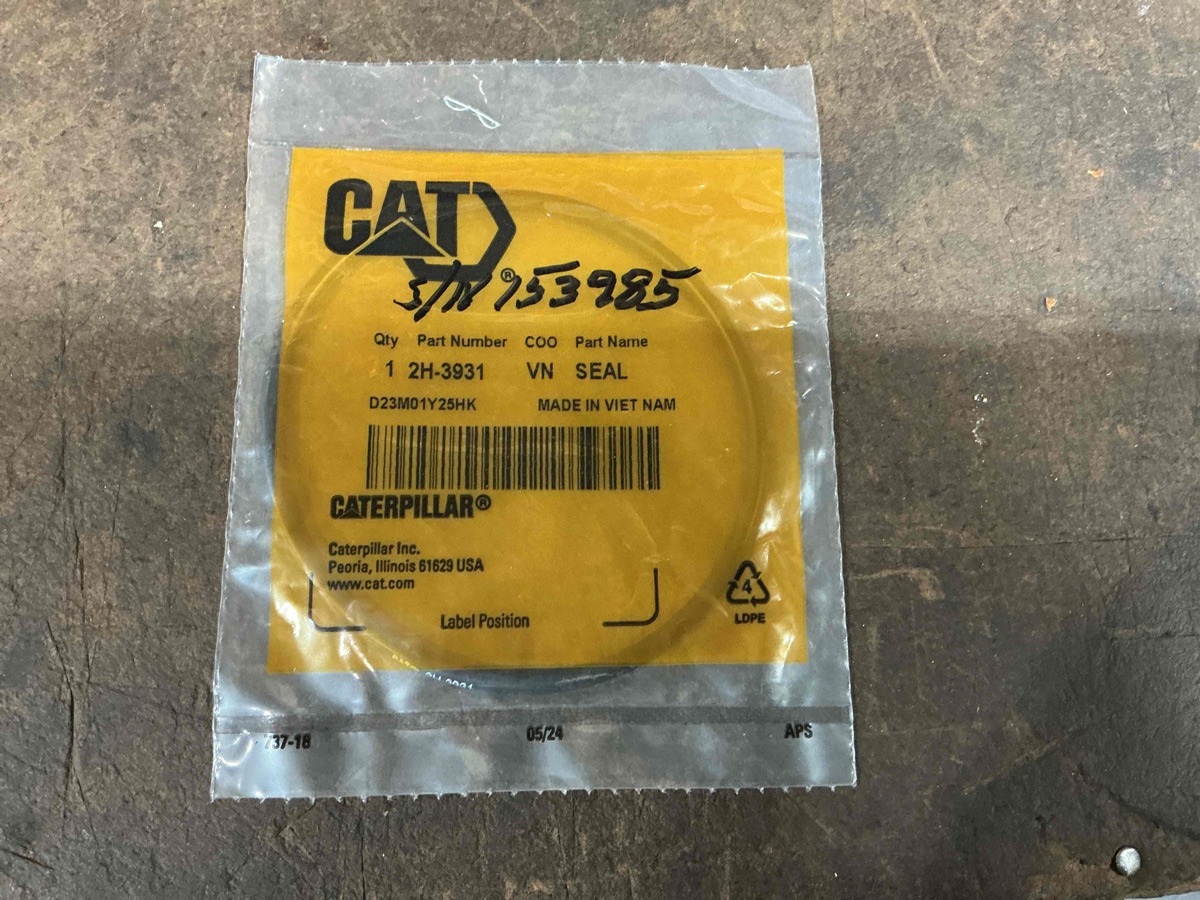 CAT
S/N 153985
®
Qty Part Number COO Part Name
1 2H-3931 VN SEAL
D23M01Y25HK MADE IN VIET NAM
CATERPILLAR®
Caterpillar Inc.
Peoria, Illinois 61629 USA
www.cat.com
4
Label Position
LDPE
737-18 05/24 APS